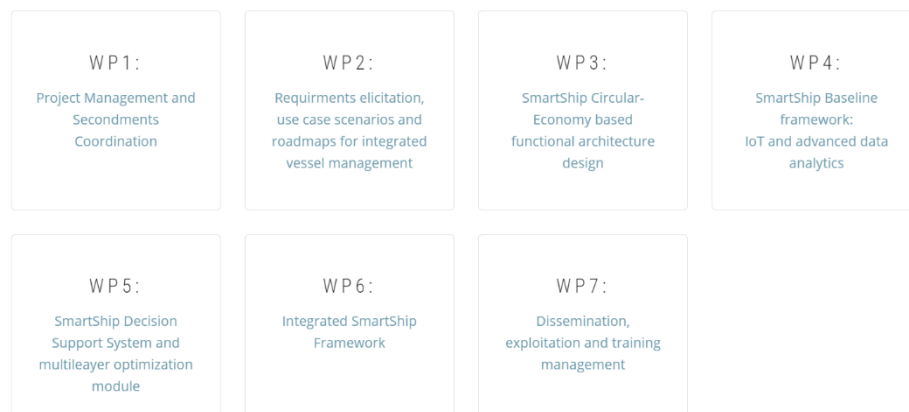 WP1:
Project Management and
Secondments
Coordination
WP2:
Requirments elicitation,
use case scenarios and
roadmaps for integrated
vessel management
WP3:
SmartShip Circular-
Economy based
functional architecture
design
WP4:
SmartShip Baseline
framework:
IoT and advanced data
analytics
WP5:
SmartShip Decision
Support System and
multilayer optimization
module
WP6:
Integrated SmartShip
Framework
WP7:
Dissemination,
exploitation and training
management